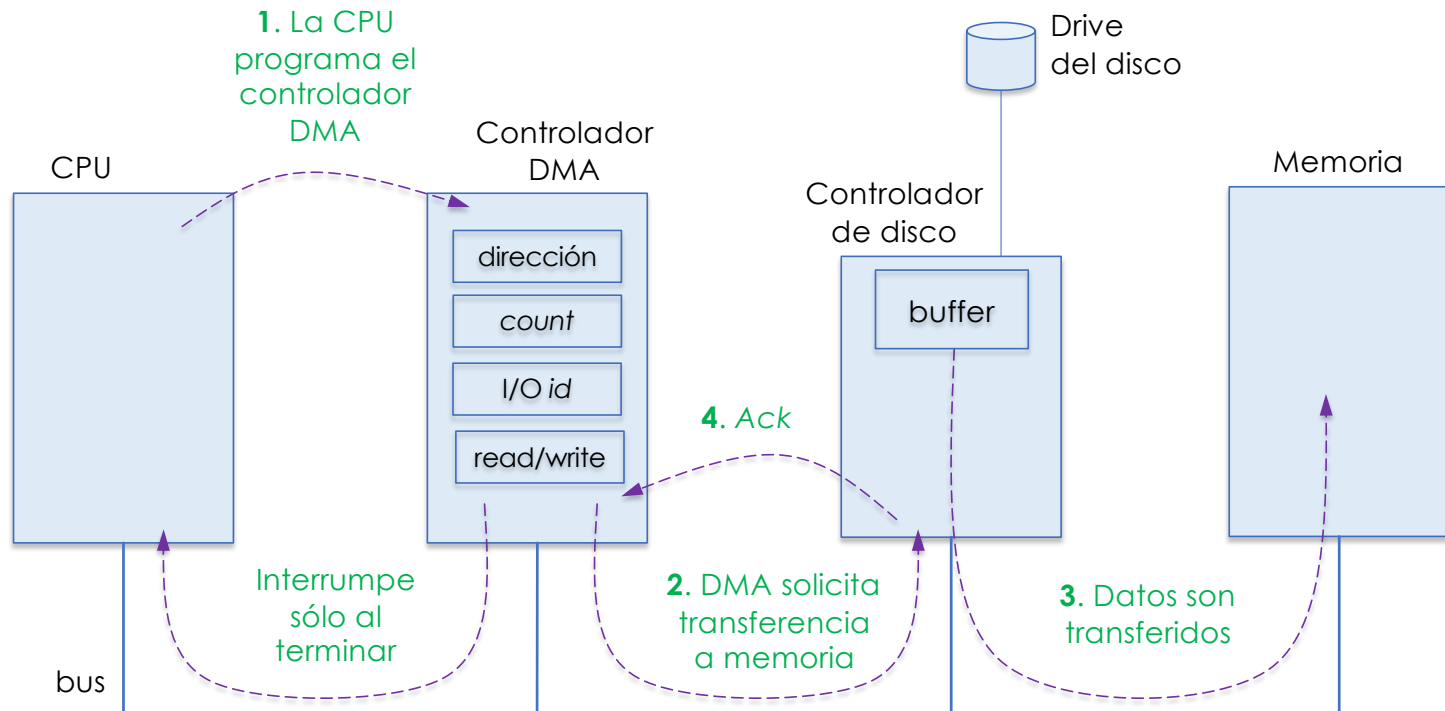 1. La CPU
programa el
controlador
DMA
Drive
del disco
CPU
Controlador
DMA
Controlador
de disco
Memoria
dirección
count
I/O id
read/write
buffer
4. Ack
Interrumpe
sólo al
terminar
2. DMA solicita
transferencia
a memoria
3. Datos son
transferidos
bus